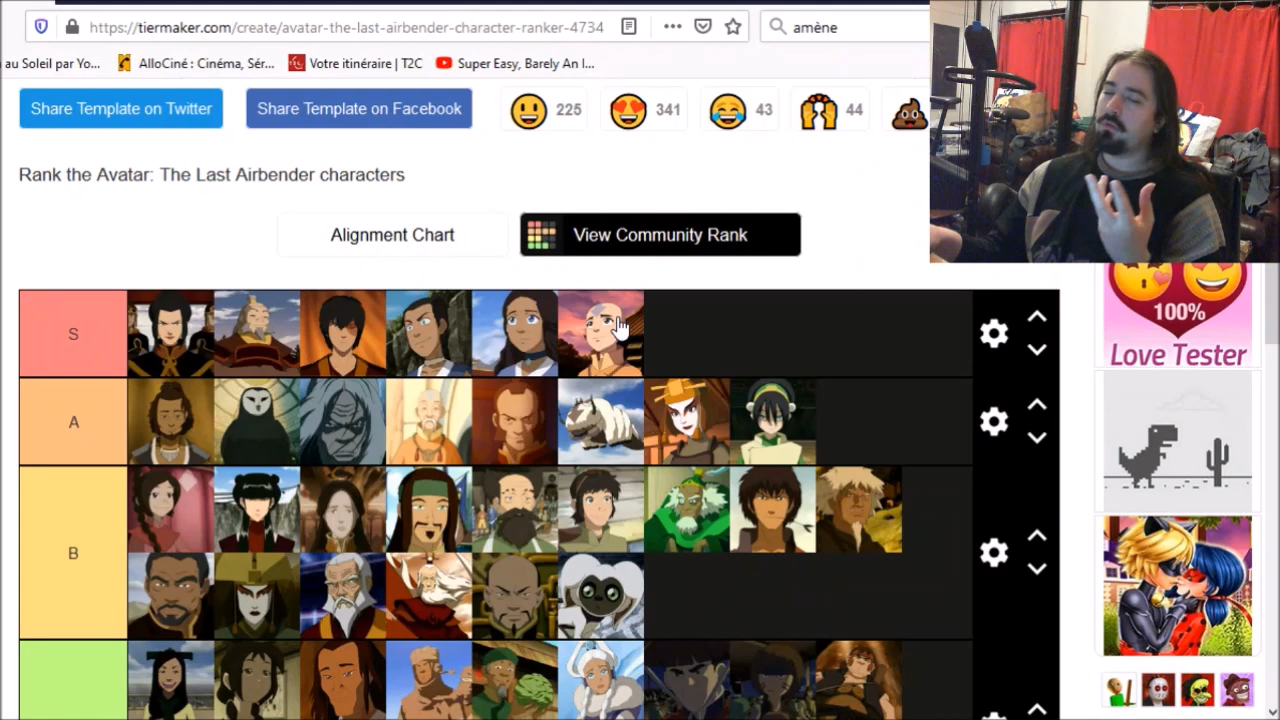 https://tiermaker.com/create/avatar-the-last-airbender-character-ranker-4734
amène
au Soleil par Yo... AlloCiné : Cinéma, Sér... Votre itinéraire | T2C Super Easy, Barely An I...
Share Template on Twitter Share Template on Facebook 225 341 43 44
Rank the Avatar: The Last Airbender characters
Alignment Chart View Community Rank
100%
Love Tester
S
A
B